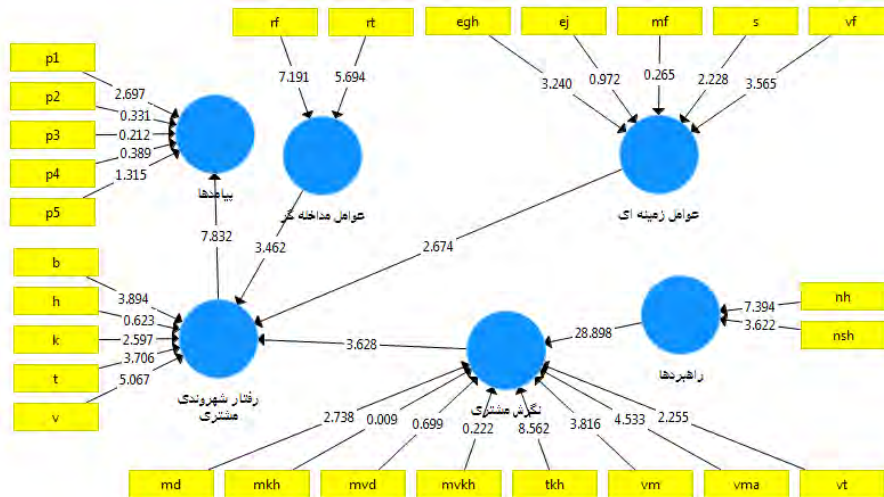 rf
rt
egh
ej
mf
s
vf
p1
p2
p3
p4
p5
7.191
5.694
3.240
0.972
0.265
2.228
3.565
2.697
0.331
0.212
0.389
1.315
پیامدها
عوامل مداخله گر
عوامل زمینه ای
7.832
3.462
2.674
b
h
k
t
v
3.894
0.623
2.597
3.706
5.067
3.628
28.898
7.394
3.622
nh
nsh
رفتار شهروندی
مشتری
نگرش مشتری
راهبردها
2.738
0.009
0.699
0.222
8.562
3.816
4.533
2.255
md
mkh
mvd
mvkh
tkh
vm
vma
vt